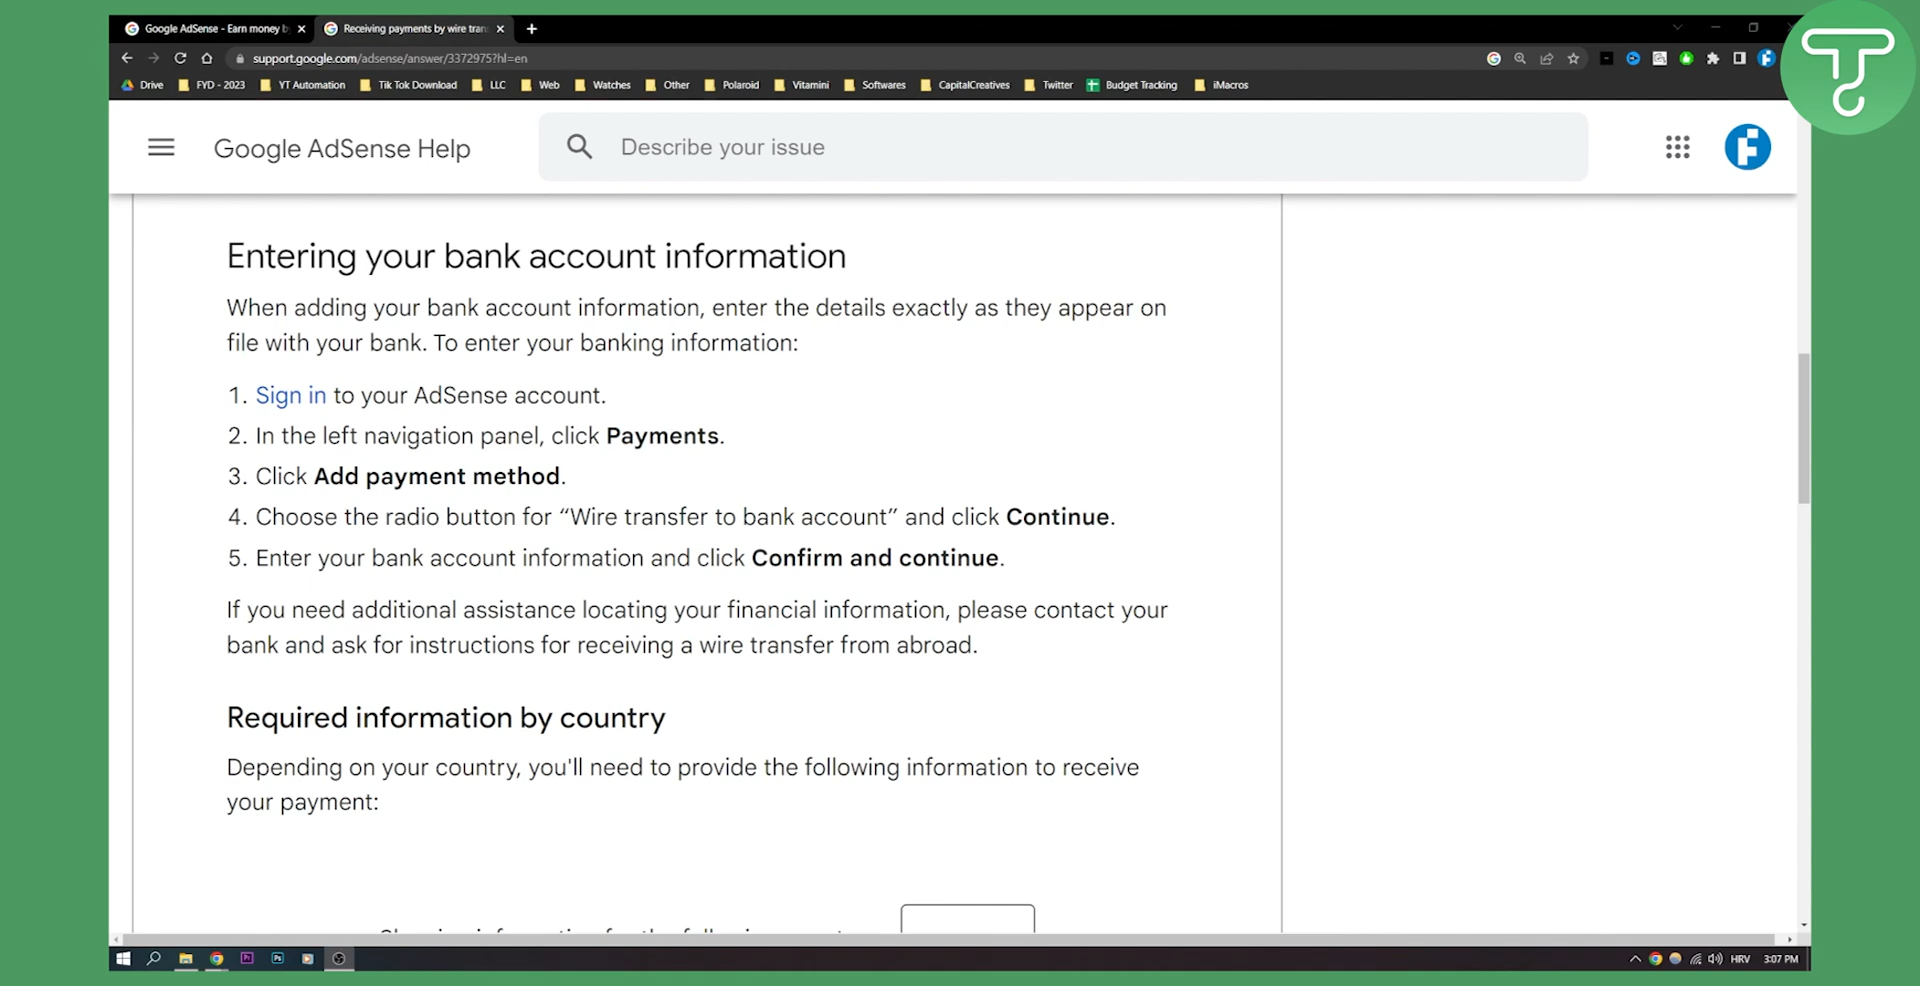 Google AdSense - Earn money b
Receiving payments by wire tran
support.google.com/adsense/answer/3372975?hl=en
Drive FYD - 2023 YT Automation Tik Tok Download LLC Web Watches Other Polaroid Vitamini Softwares CapitalCreatives Twitter Budget Tracking iMacros
Google AdSense Help
Describe your issue
Entering your bank account information
When adding your bank account information, enter the details exactly as they appear on
file with your bank. To enter your banking information:
1. Sign in to your AdSense account.
2. In the left navigation panel, click Payments.
3. Click Add payment method.
4. Choose the radio button for “Wire transfer to bank account” and click Continue.
5. Enter your bank account information and click Confirm and continue.
If you need additional assistance locating your financial information, please contact your
bank and ask for instructions for receiving a wire transfer from abroad.
Required information by country
Depending on your country, you'll need to provide the following information to receive
your payment:
HRV 3:07 PM